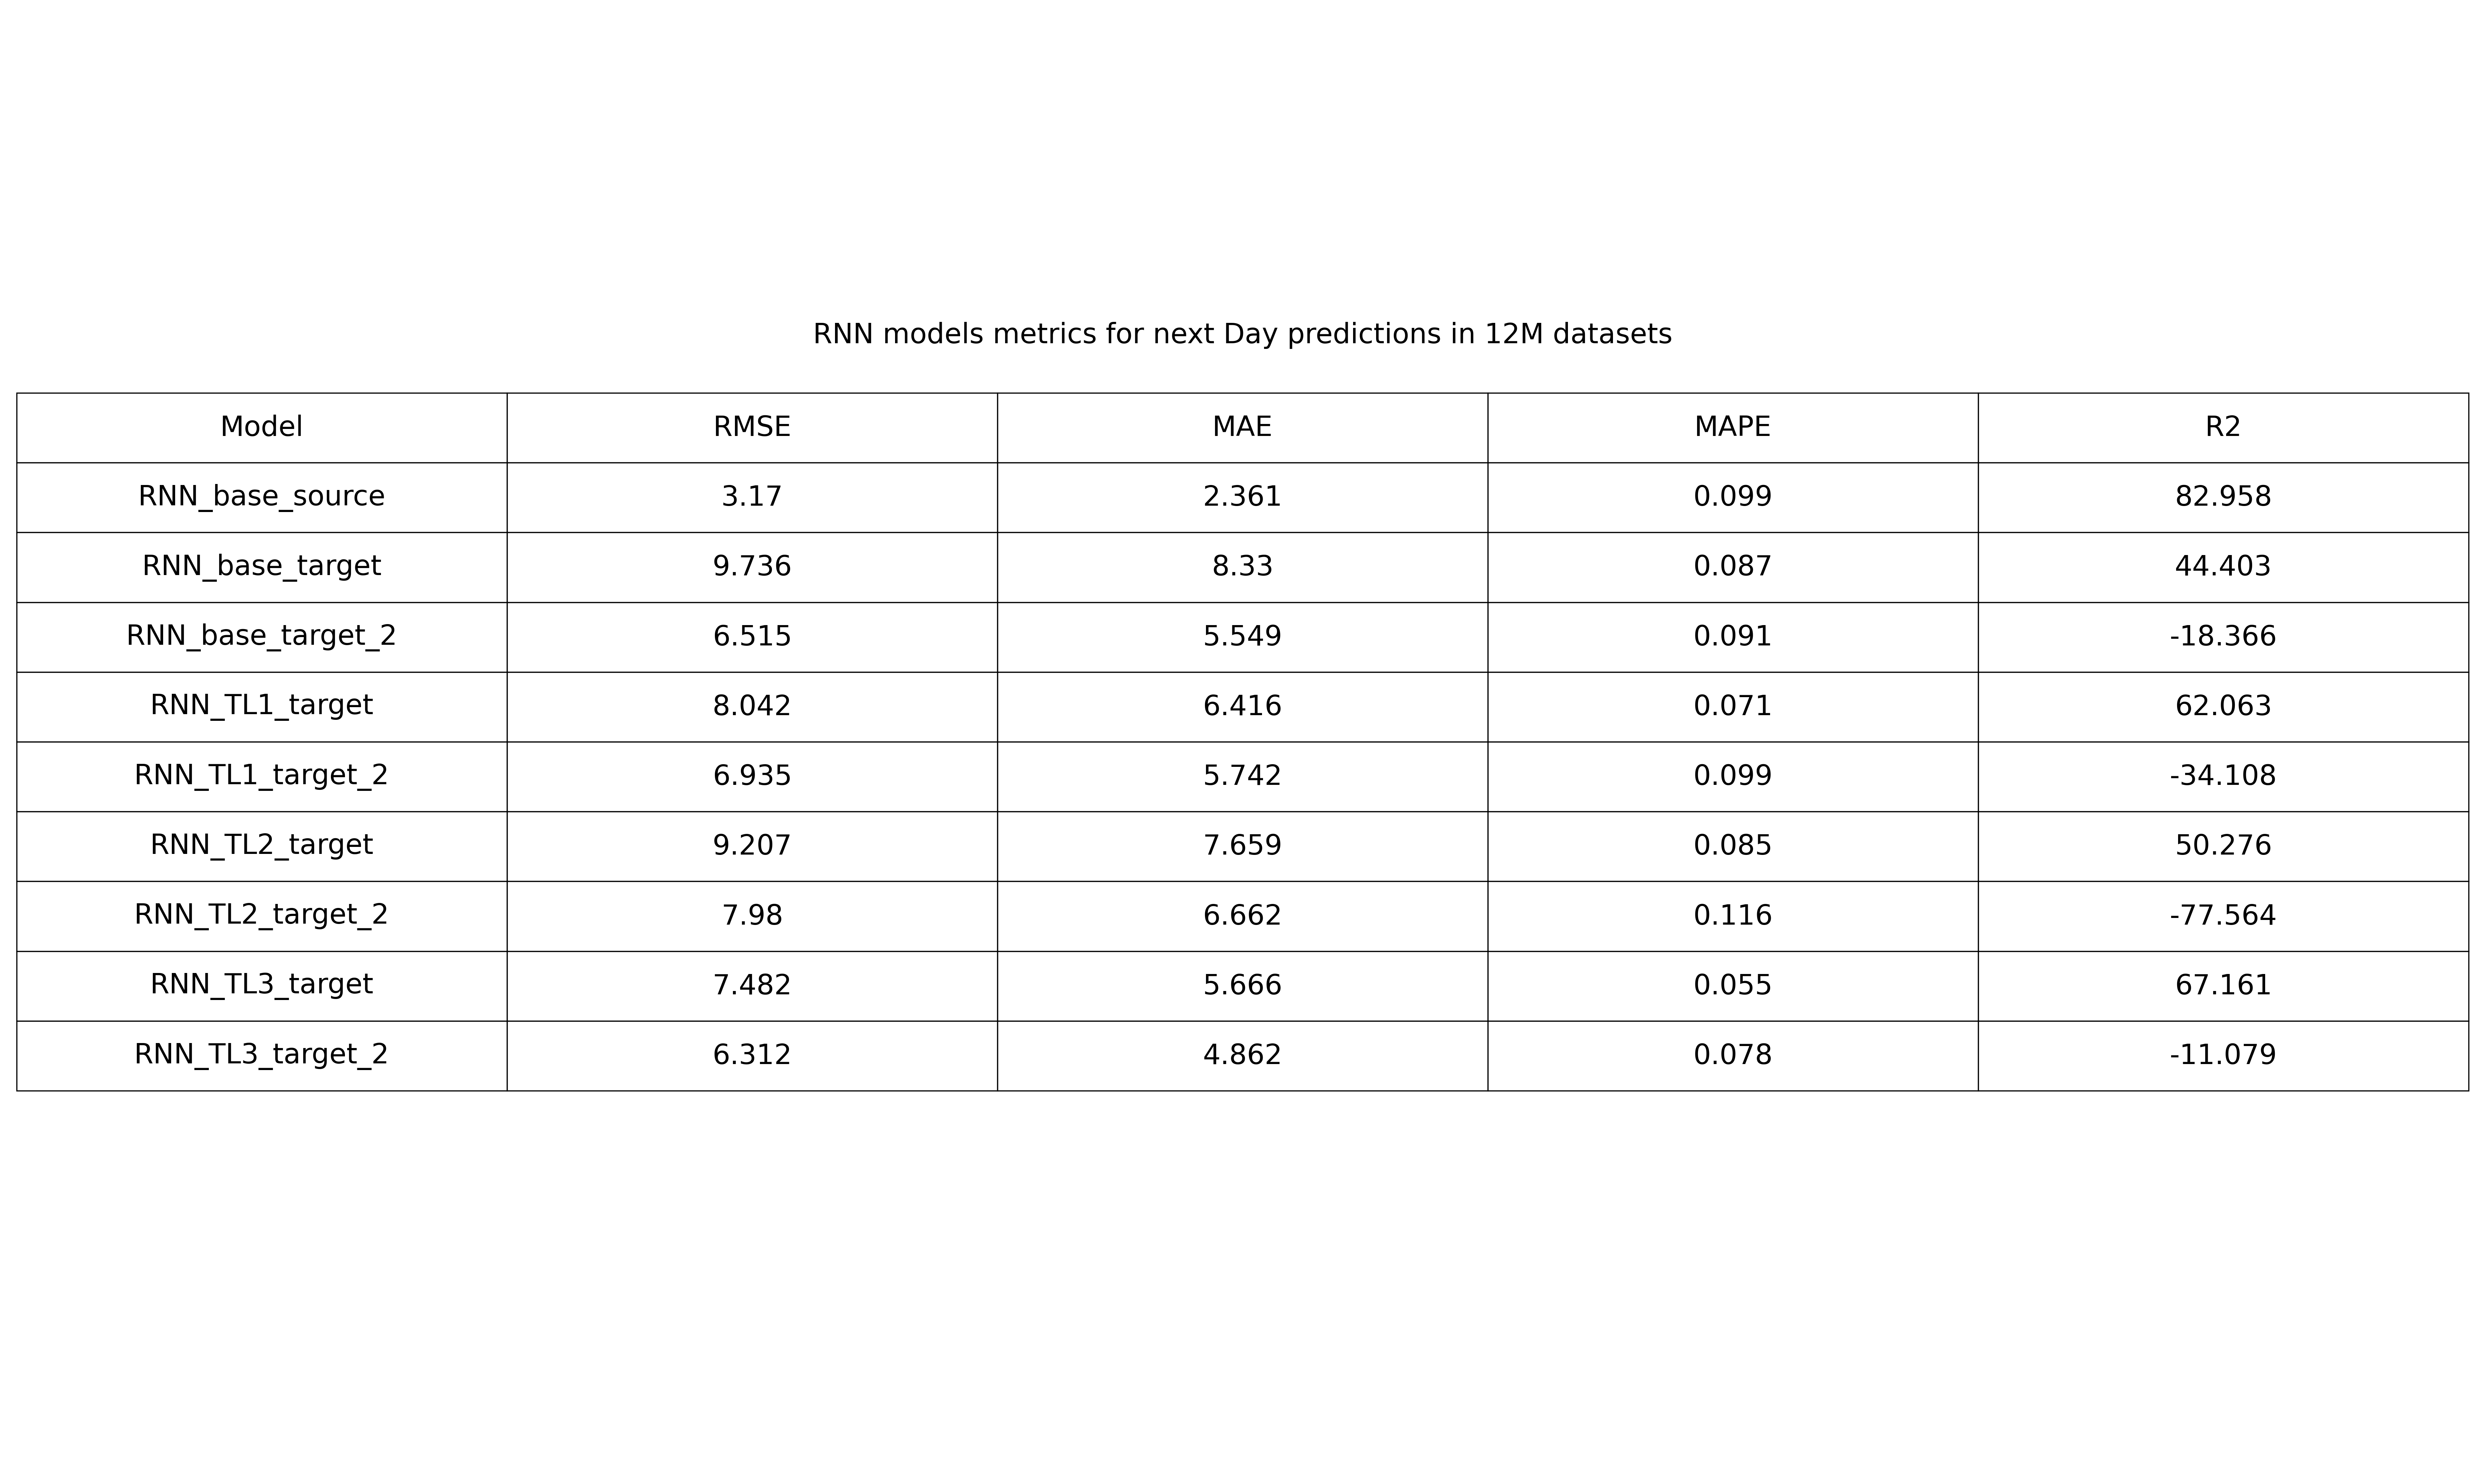 RNN models metrics for next Day predictions in 12M datasets
Model RMSE MAE MAPE R2
RNN_base_source 3.17 2.361 0.099 82.958
RNN_base_target 9.736 8.33 0.087 44.403
RNN_base_target_2 6.515 5.549 0.091 -18.366
RNN_TL1_target 8.042 6.416 0.071 62.063
RNN_TL1_target_2 6.935 5.742 0.099 -34.108
RNN_TL2_target 9.207 7.659 0.085 50.276
RNN_TL2_target_2 7.98 6.662 0.116 -77.564
RNN_TL3_target 7.482 5.666 0.055 67.161
RNN_TL3_target_2 6.312 4.862 0.078 -11.079